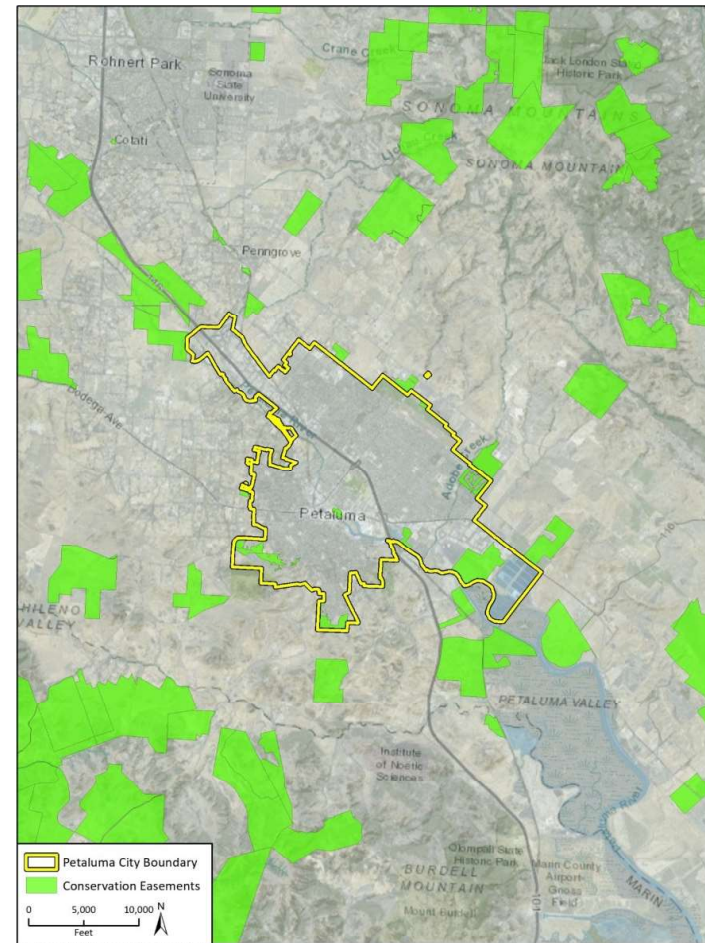 Rohnert Park
Crane Creek
Jack London State
Historic Park
Sonoma
State
University
SONOMA MOUNTAINS
Cotati
Lichau Creek
SONOMA MOUNTAIN
Penngrove
Bodega Ave
Adobe Creek
Petaluma
116
HILENO
VALLEY
PETALUMA VALLEY
Institute
of Noetic
Sciences
Olompali State
Historic Park
Marin County
Airport-
Gnoss
Field
BURDELL
MOUNTAIN
MARIN
Mount Burdell
101
Petaluma City Boundary
Conservation Easements
0 5,000 10,000 N
Feet